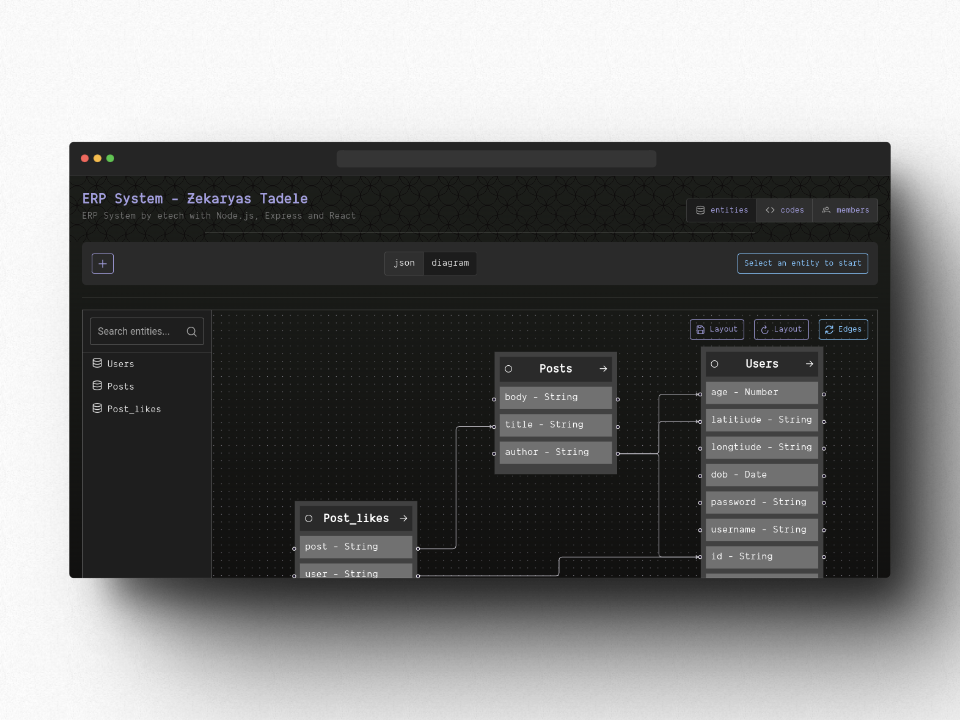 ERP System - Zekaryas Tadele
ERP System by etech with Node.js, Express and React
entities
codes
members
json
diagram
Select an entity to start
Search entities...
Users
Posts
Post_likes
Layout
Layout
Edges
Posts
body - String
title - String
author - String
Users
age - Number
latitiude - String
longtiude - String
dob - Date
password - String
username - String
id - String
Post_likes
post - String
user - String